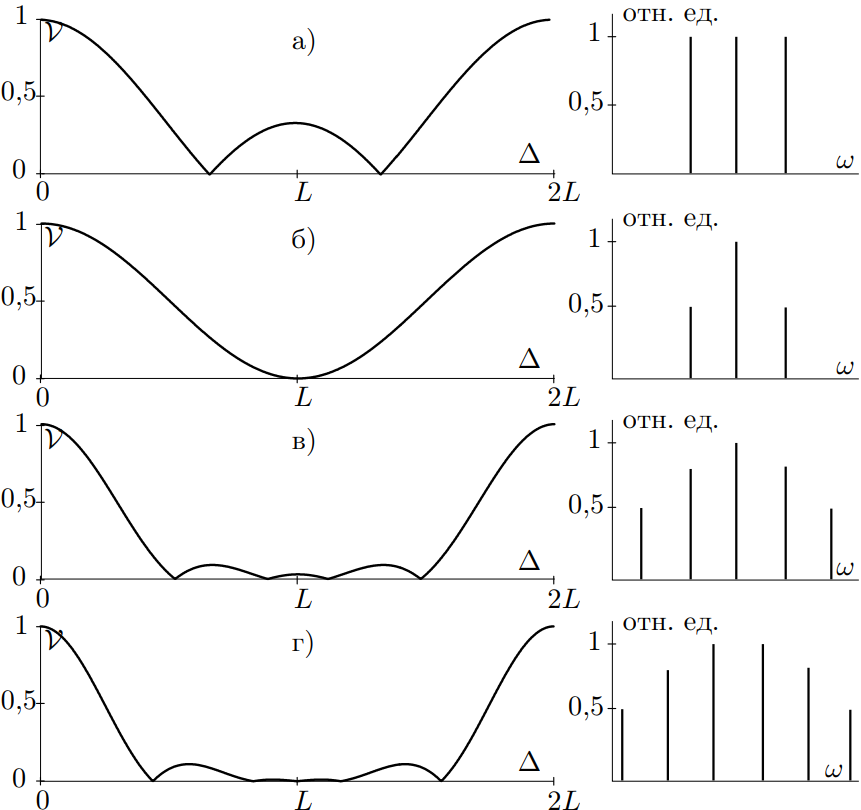 1
𝒱
а)
0,5
Δ
0
0
L
2L
отн. ед.
1
0,5
ω
1
𝒱
б)
0,5
Δ
0
0
L
2L
отн. ед.
1
0,5
ω
1
𝒱
в)
0,5
Δ
0
0
L
2L
отн. ед.
1
0,5
ω
1
𝒱
г)
0,5
Δ
0
0
L
2L
отн. ед.
1
0,5
ω